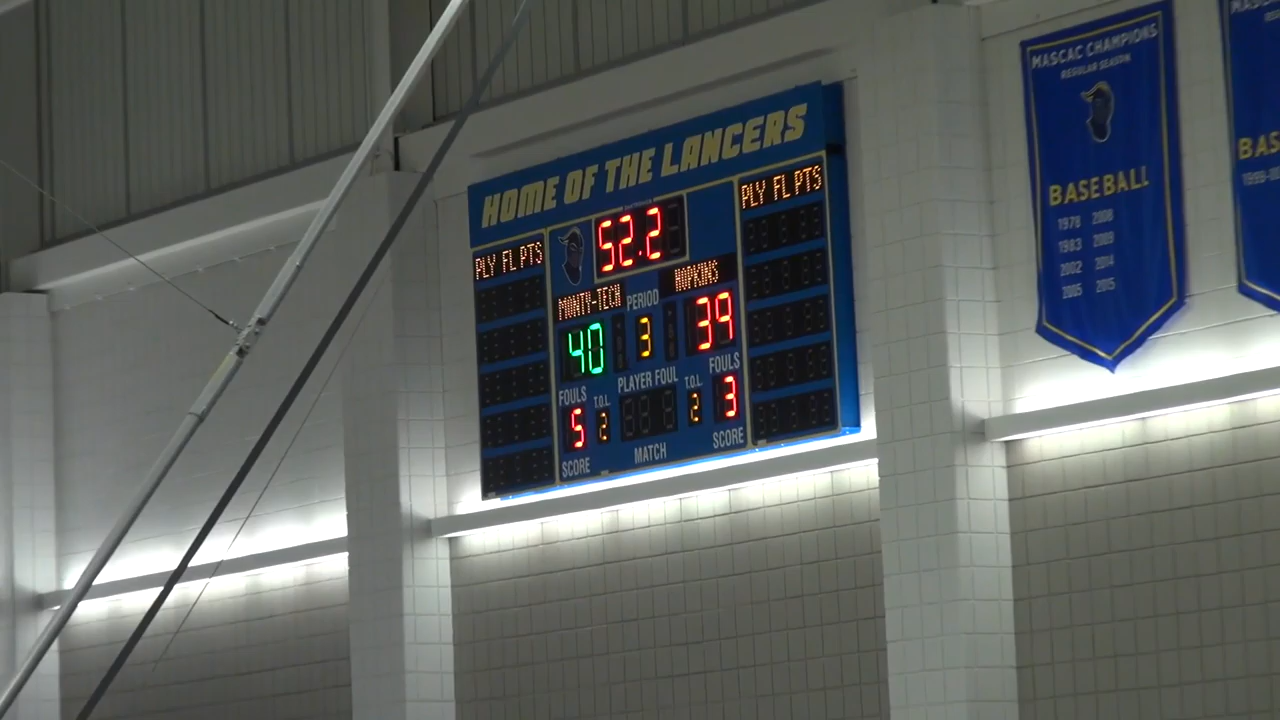 HOME OF THE LANCERS
PLY FL PTS
52.2
PLY FL PTS
MONTY-TECH
PERIOD
HOPKINS
40
3
39
FOULS
T.O.L.
PLAYER FOUL
T.O.L.
FOULS
5
2
2
3
SCORE
MATCH
SCORE
MASCAC CHAMPIONS
REGULAR SEASON
BASEBALL
1978 2008
1983 2009
2002 2014
2005 2015
BAS